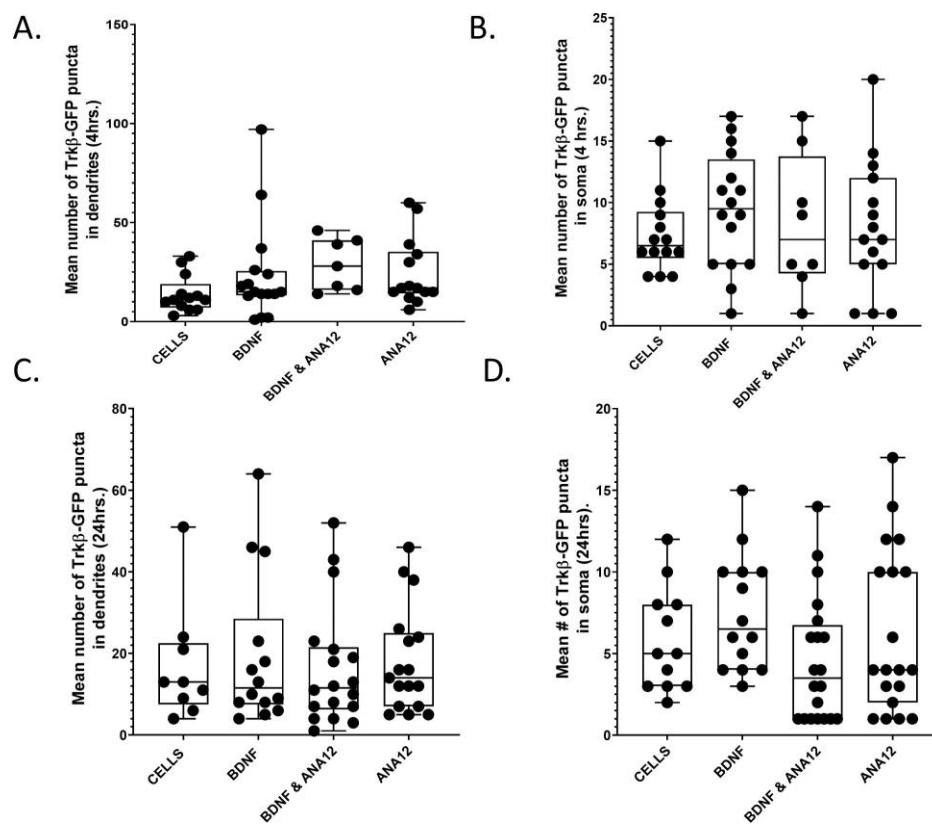 A.
Mean number of Trkβ-GFP puncta
in dendrites (4hrs.)
150
100
50
0
CELLS
BDNF
BDNF & ANA12
ANA12
B.
Mean number of Trkβ-GFP puncta
in soma (4 hrs.)
25
20
15
10
5
0
CELLS
BDNF
BDNF & ANA12
ANA12
C.
Mean number of Trkβ-GFP puncta
in dendrites (24hrs.)
80
60
40
20
0
CELLS
BDNF
BDNF & ANA12
ANA12
D.
Mean # of Trkβ-GFP puncta
in soma (24hrs).
20
15
10
5
0
CELLS
BDNF
BDNF & ANA12
ANA12